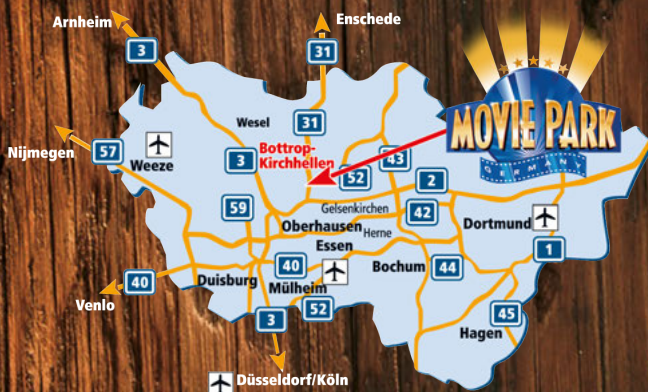 Arnheim
Enschede
3
31
MOVIE PARK
GERMANY
Wesel
31
Nijmegen
57
Weeze
3
Bottrop-
Kirchhellen
52
43
2
59
Gelsenkirchen
42
Oberhausen
Herne
Dortmund
Essen
1
40
Duisburg
40
Mülheim
Bochum
44
Venlo
3
52
Hagen
45
Düsseldorf/Köln